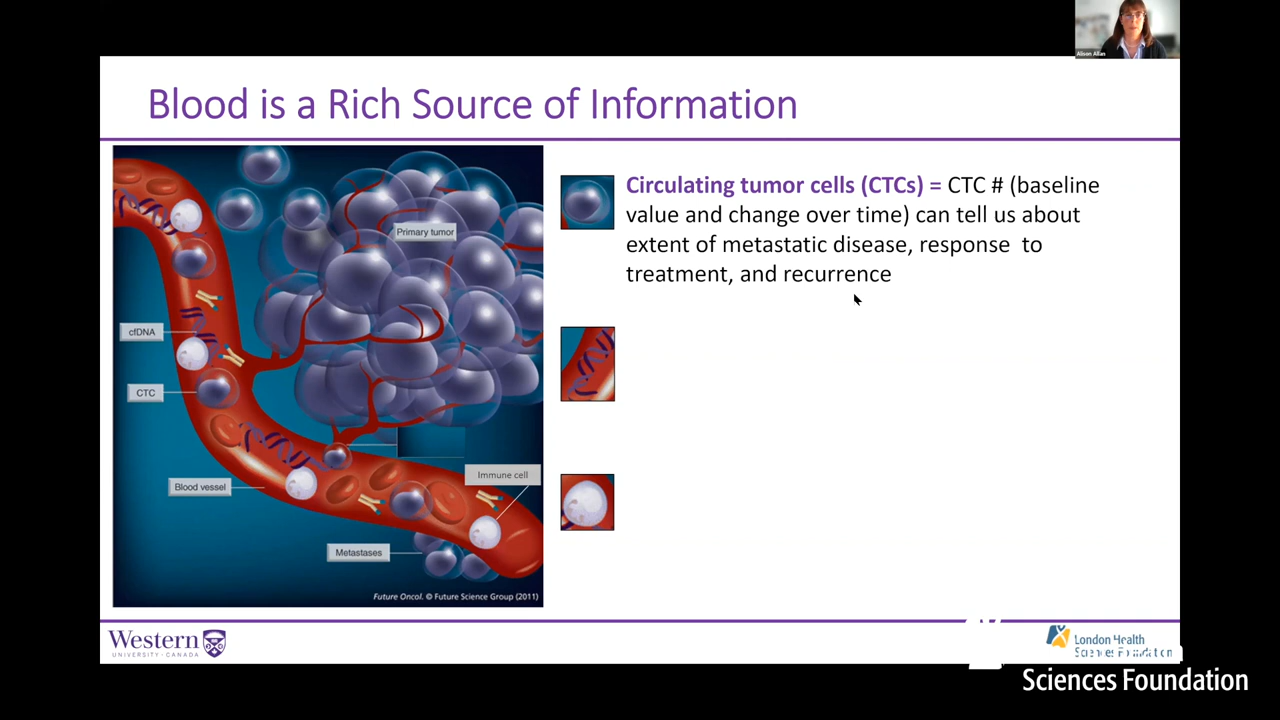 Alison Allan
Blood is a Rich Source of Information
Primary tumor
cfDNA
CTC
Blood vessel
Immune cell
Metastases
Future Oncol. © Future Science Group (2011)
Circulating tumor cells (CTCs) = CTC # (baseline
value and change over time) can tell us about
extent of metastatic disease, response to
treatment, and recurrence
Western
UNIVERSITY · CANADA
London Health
Sciences Foundation
Sciences Foundation